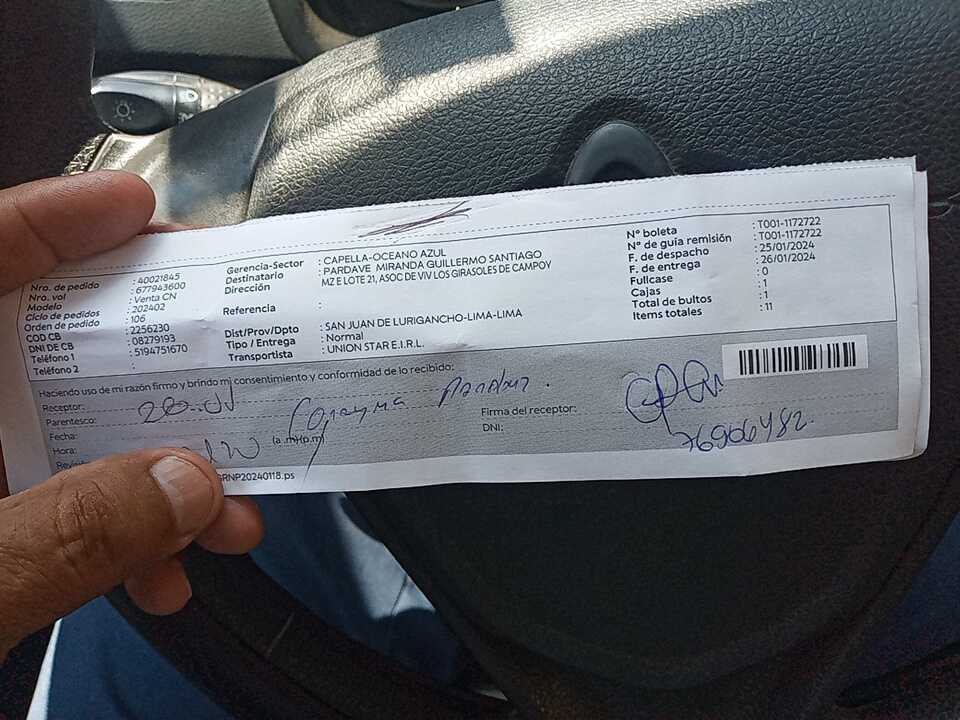 Nro. de pedido : 40021845
Nro. vol : 677943600
Modelo : Venta CN
Ciclo de pedidos : 202402
Orden de pedido : 106
COD CB : 2256230
DNI DE CB : 08279193
Teléfono 1 : 5194751670
Teléfono 2 :
Gerencia-Sector : CAPELLA-OCEANO AZUL
Destinatario : PARDAVE MIRANDA GUILLERMO SANTIAGO
Dirección : MZ E LOTE 21, ASOC DE VIV LOS GIRASOLES DE CAMPOY
Referencia :
Dist/Prov/Dpto : SAN JUAN DE LURIGANCHO-LIMA-LIMA
Tipo / Entrega : Normal
Transportista : UNION STAR E.I.R.L.
N° boleta : T001-1172722
N° de guía remisión : T001-1172722
F. de despacho : 25/01/2024
F. de entrega : 26/01/2024
Fullcase : 0
Cajas : 1
Total de bultos : 1
Items totales : 11
Haciendo uso de mi razón firmo y brindo mi consentimiento y conformidad de lo recibido:
Receptor:
Parentesco:
Fecha:
Hora: (a.m)(p.m)
Firma del receptor:
DNI: 76906482
GRNP20240118.ps